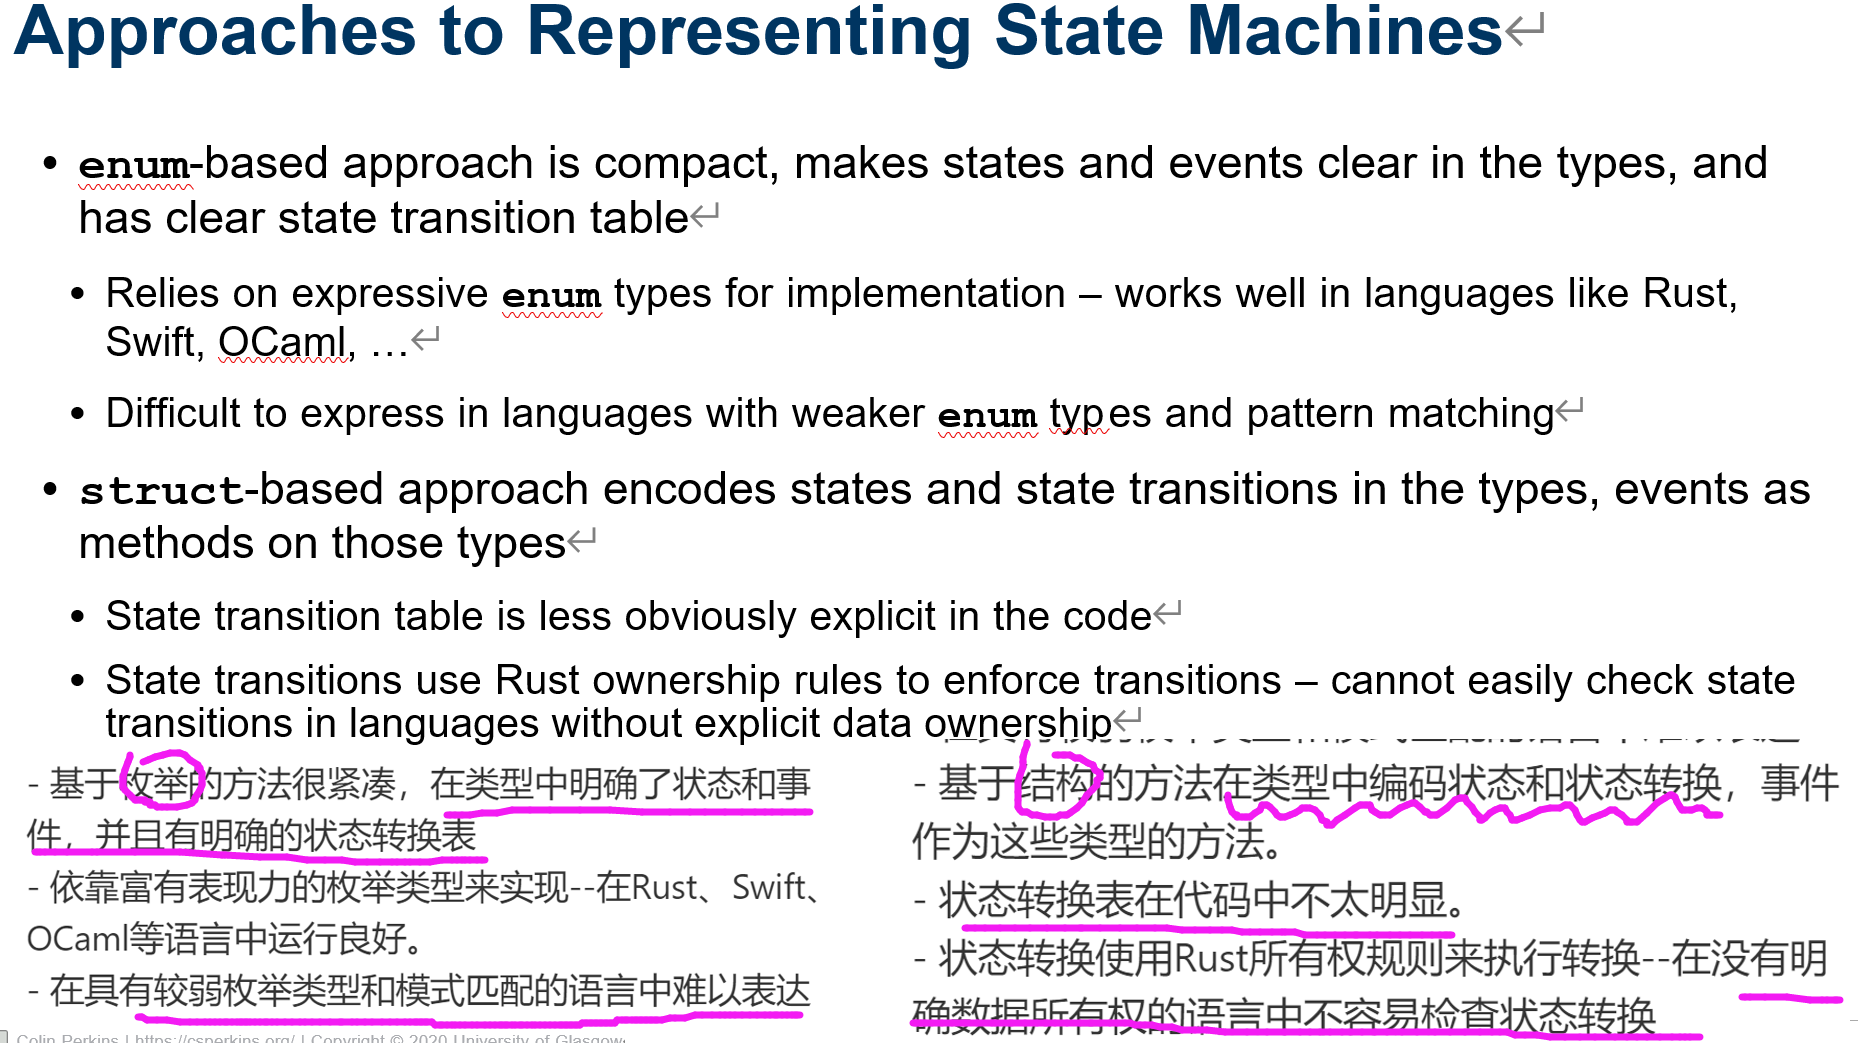 Approaches to Representing State Machines↵
• enum-based approach is compact, makes states and events clear in the types, and
has clear state transition table↵
• Relies on expressive enum types for implementation – works well in languages like Rust,
Swift, OCaml, …↵
• Difficult to express in languages with weaker enum types and pattern matching↵
• struct-based approach encodes states and state transitions in the types, events as
methods on those types↵
• State transition table is less obviously explicit in the code↵
• State transitions use Rust ownership rules to enforce transitions – cannot easily check state
transitions in languages without explicit data ownership↵
- 基于枚举的方法很紧凑，在类型中明确了状态和事
件，并且有明确的状态转换表
- 依靠富有表现力的枚举类型来实现--在Rust、Swift、
OCaml等语言中运行良好。
- 在具有较弱枚举类型和模式匹配的语言中难以表达
- 基于结构的方法在类型中编码状态和状态转换，事件
作为这些类型的方法。
- 状态转换表在代码中不太明显。
- 状态转换使用Rust所有权规则来执行转换--在没有明
确数据所有权的语言中不容易检查状态转换
Colin Perkins | https://csperkins.org/ | Copyright © 2020 University of Glasgow